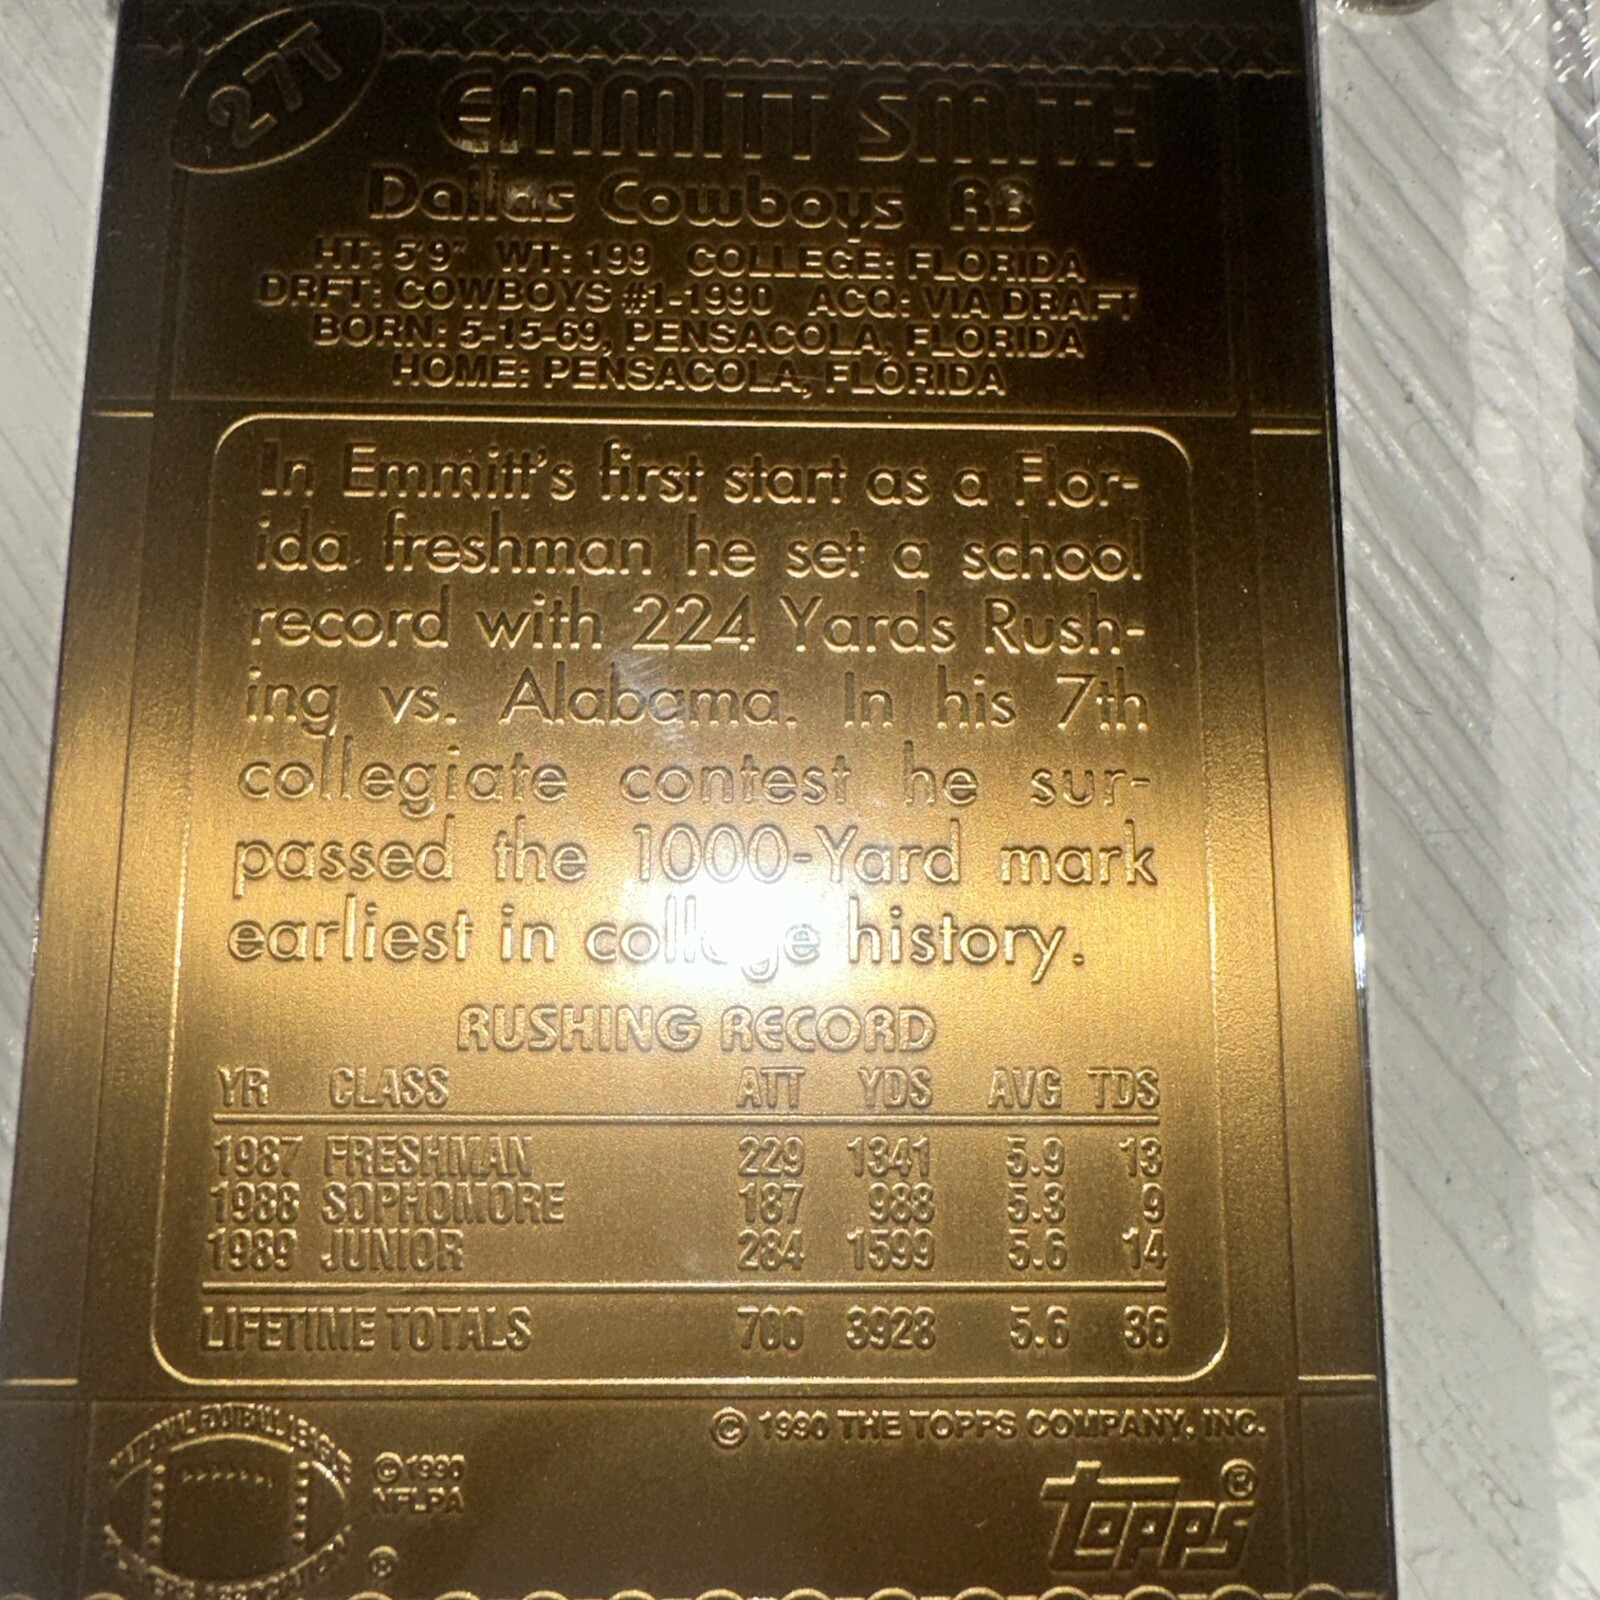 27T
EMMITT SMITH
Dallas Cowboys RB
HT: 5'9" WT: 199 COLLEGE: FLORIDA
DRFT: COWBOYS #1-1990 ACQ: VIA DRAFT
BORN: 5-15-69, PENSACOLA, FLORIDA
HOME: PENSACOLA, FLORIDA
In Emmitt's first start as a Flor-
ida freshman he set a school
record with 224 Yards Rush-
ing vs. Alabama. In his 7th
collegiate contest he sur-
passed the 1000-Yard mark
earliest in college history.
RUSHING RECORD
YR CLASS ATT YDS AVG TDS
1987 FRESHMAN 229 1341 5.9 13
1988 SOPHOMORE 187 988 5.3 9
1989 JUNIOR 284 1599 5.6 14
LIFETIME TOTALS 700 3928 5.6 36
© 1990 THE TOPPS COMPANY, INC.
NATIONAL FOOTBALL LEAGUE
© 1990
NFLPA
TOPPS®
PLAYERS ASSOCIATION
®